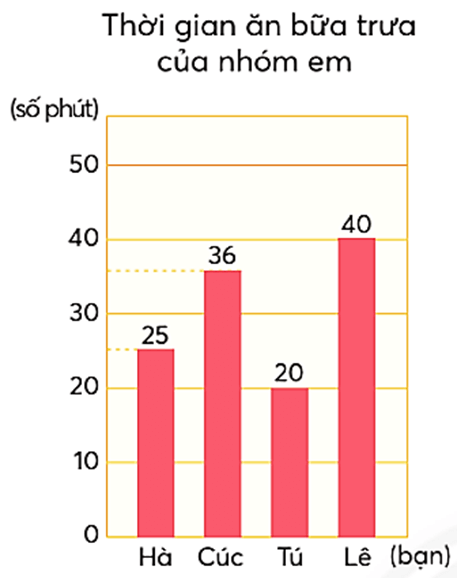 Thời gian ăn bữa trưa
của nhóm em
(số phút)
50
40
30
20
10
0
25
36
20
40
Hà Cúc Tú Lê (bạn)